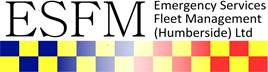 ESFM
Emergency Services
Fleet Management
(Humberside) Ltd